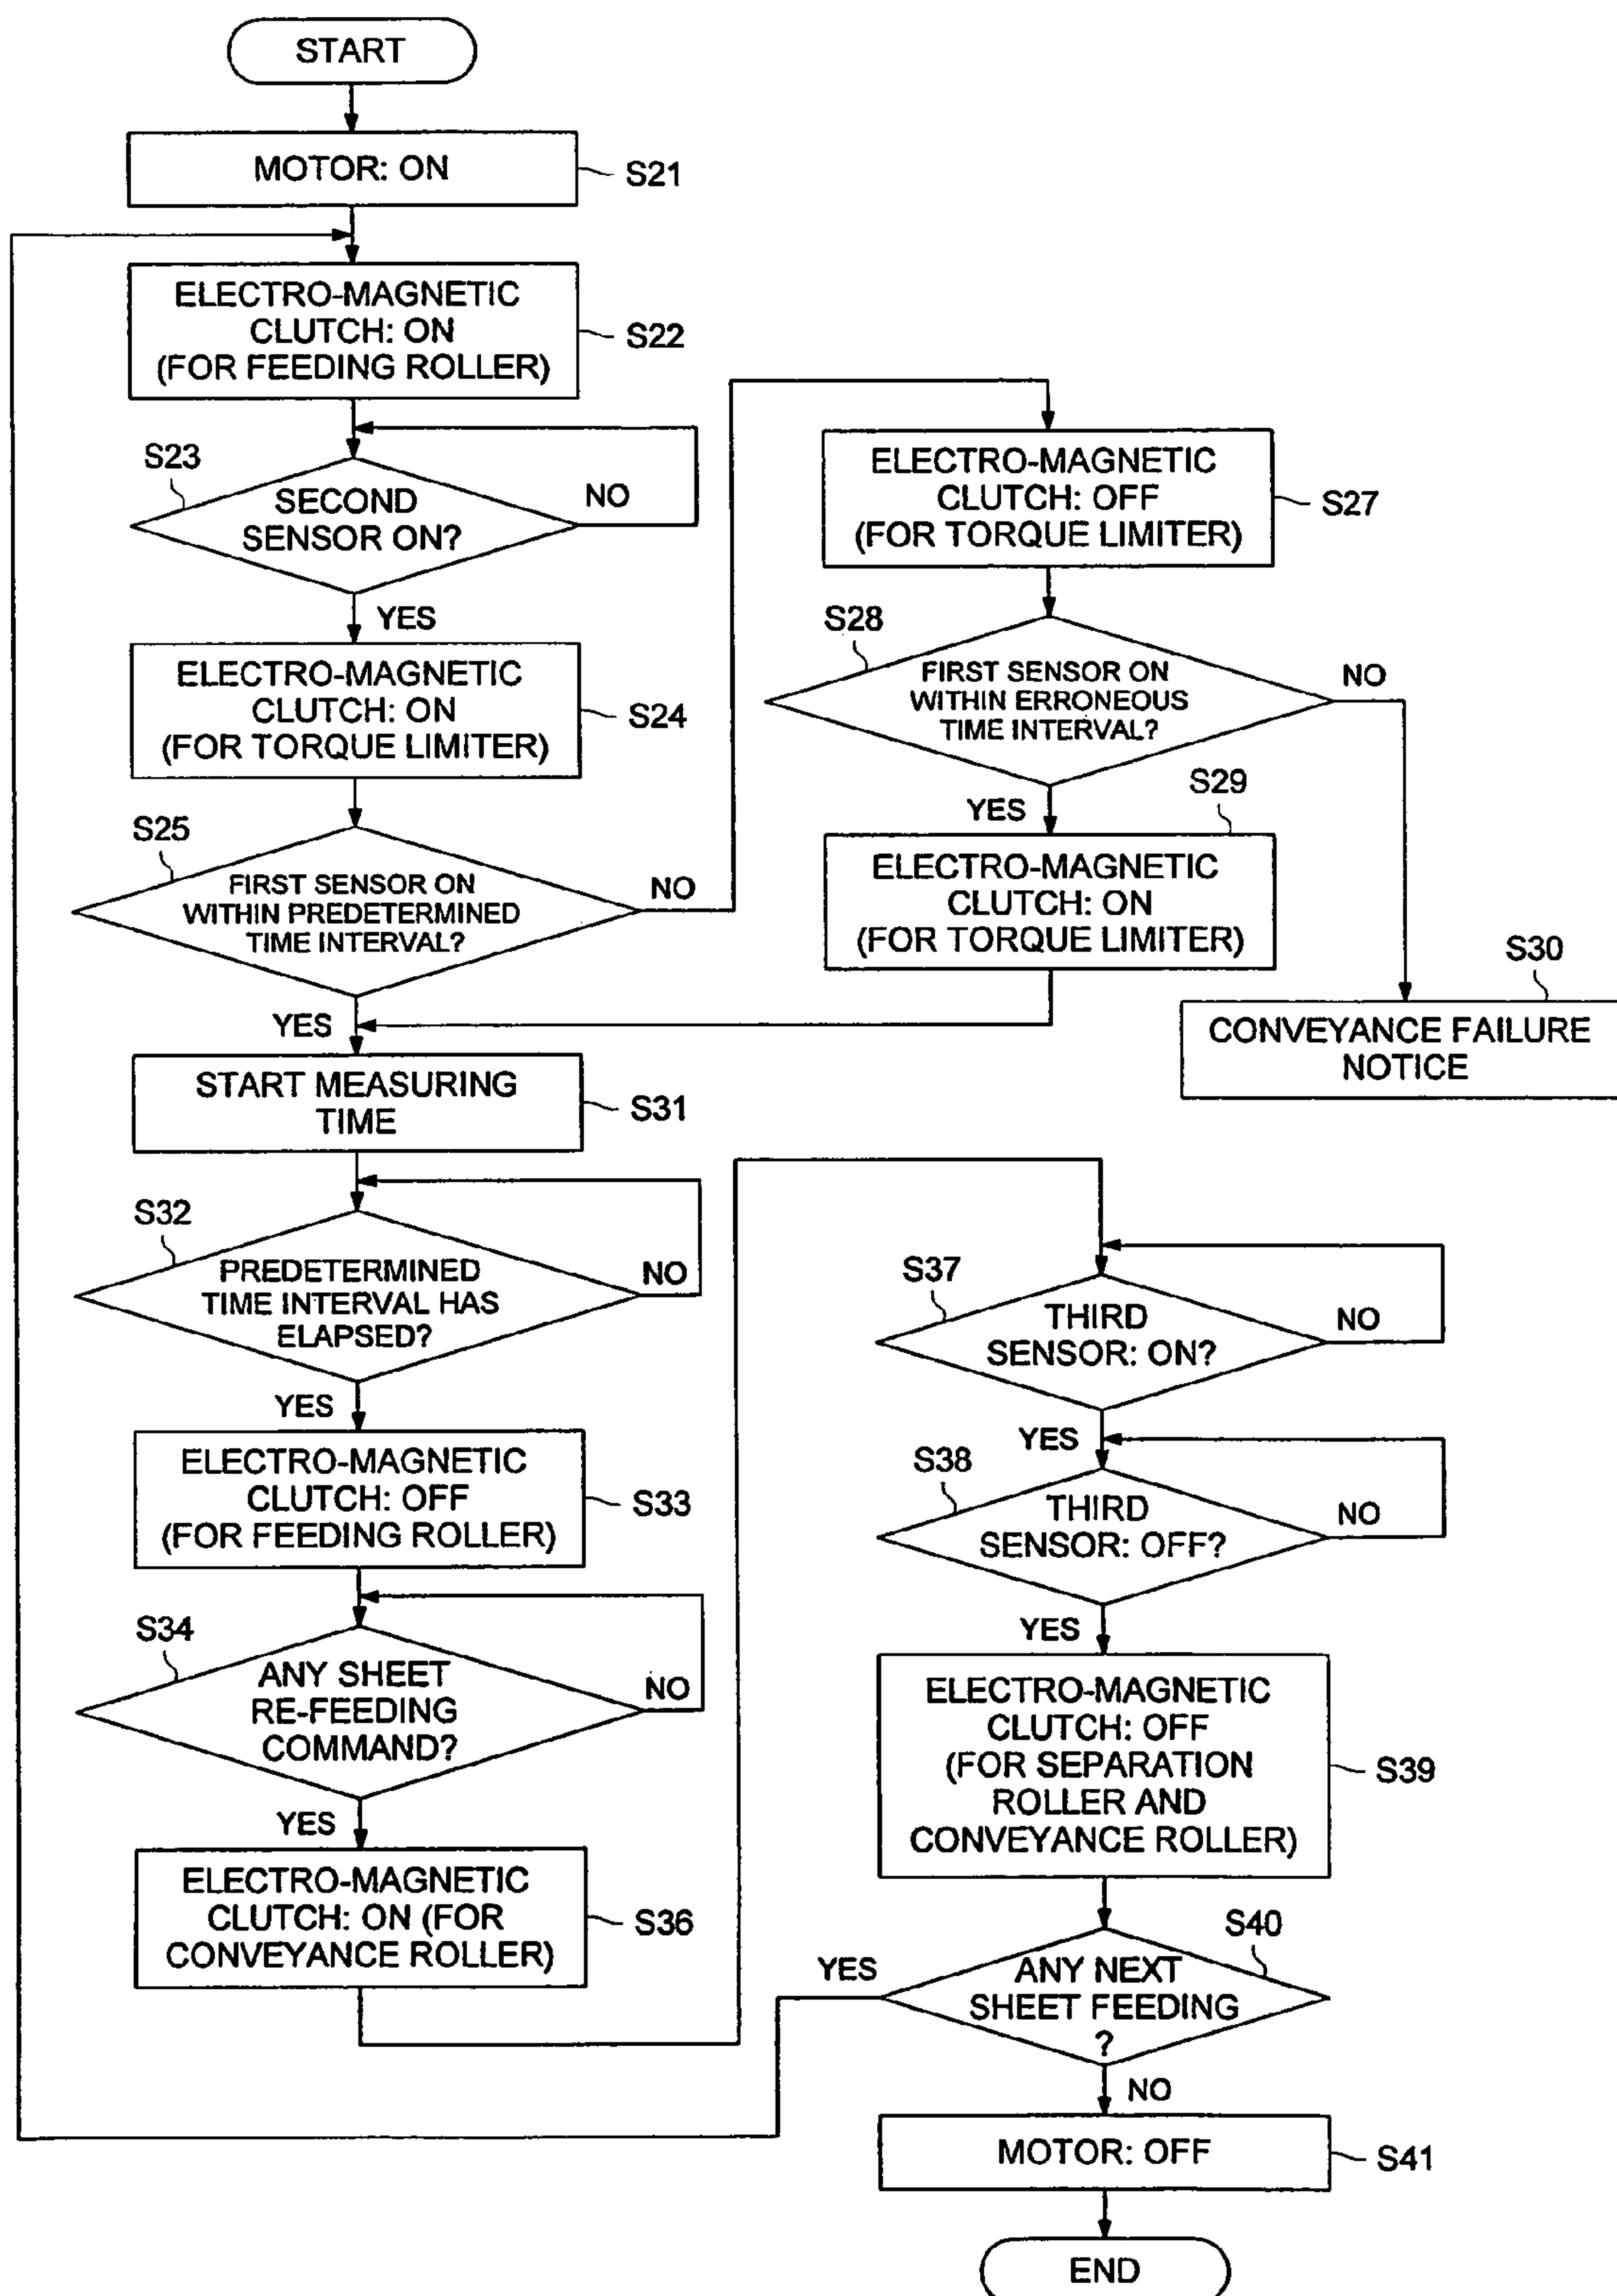 START
MOTOR: ON
S21
ELECTRO-MAGNETIC
CLUTCH: ON
(FOR FEEDING ROLLER)
S22
S23
SECOND
SENSOR ON?
NO
YES
ELECTRO-MAGNETIC
CLUTCH: ON
(FOR TORQUE LIMITER)
S24
S25
FIRST SENSOR ON
WITHIN PREDETERMINED
TIME INTERVAL?
NO
YES
ELECTRO-MAGNETIC
CLUTCH: OFF
(FOR TORQUE LIMITER)
S27
S28
FIRST SENSOR ON
WITHIN ERRONEOUS
TIME INTERVAL?
NO
YES
S29
ELECTRO-MAGNETIC
CLUTCH: ON
(FOR TORQUE LIMITER)
S30
CONVEYANCE FAILURE
NOTICE
START MEASURING
TIME
S31
S32
PREDETERMINED
TIME INTERVAL HAS
ELAPSED?
NO
YES
ELECTRO-MAGNETIC
CLUTCH: OFF
(FOR FEEDING ROLLER)
S33
S34
ANY SHEET
RE-FEEDING
COMMAND?
NO
YES
ELECTRO-MAGNETIC
CLUTCH: ON (FOR
CONVEYANCE ROLLER)
S36
S37
THIRD
SENSOR: ON?
NO
YES
S38
THIRD
SENSOR: OFF?
NO
YES
ELECTRO-MAGNETIC
CLUTCH: OFF
(FOR SEPARATION
ROLLER AND
CONVEYANCE ROLLER)
S39
S40
YES
ANY NEXT
SHEET FEEDING
?
NO
MOTOR: OFF
S41
END